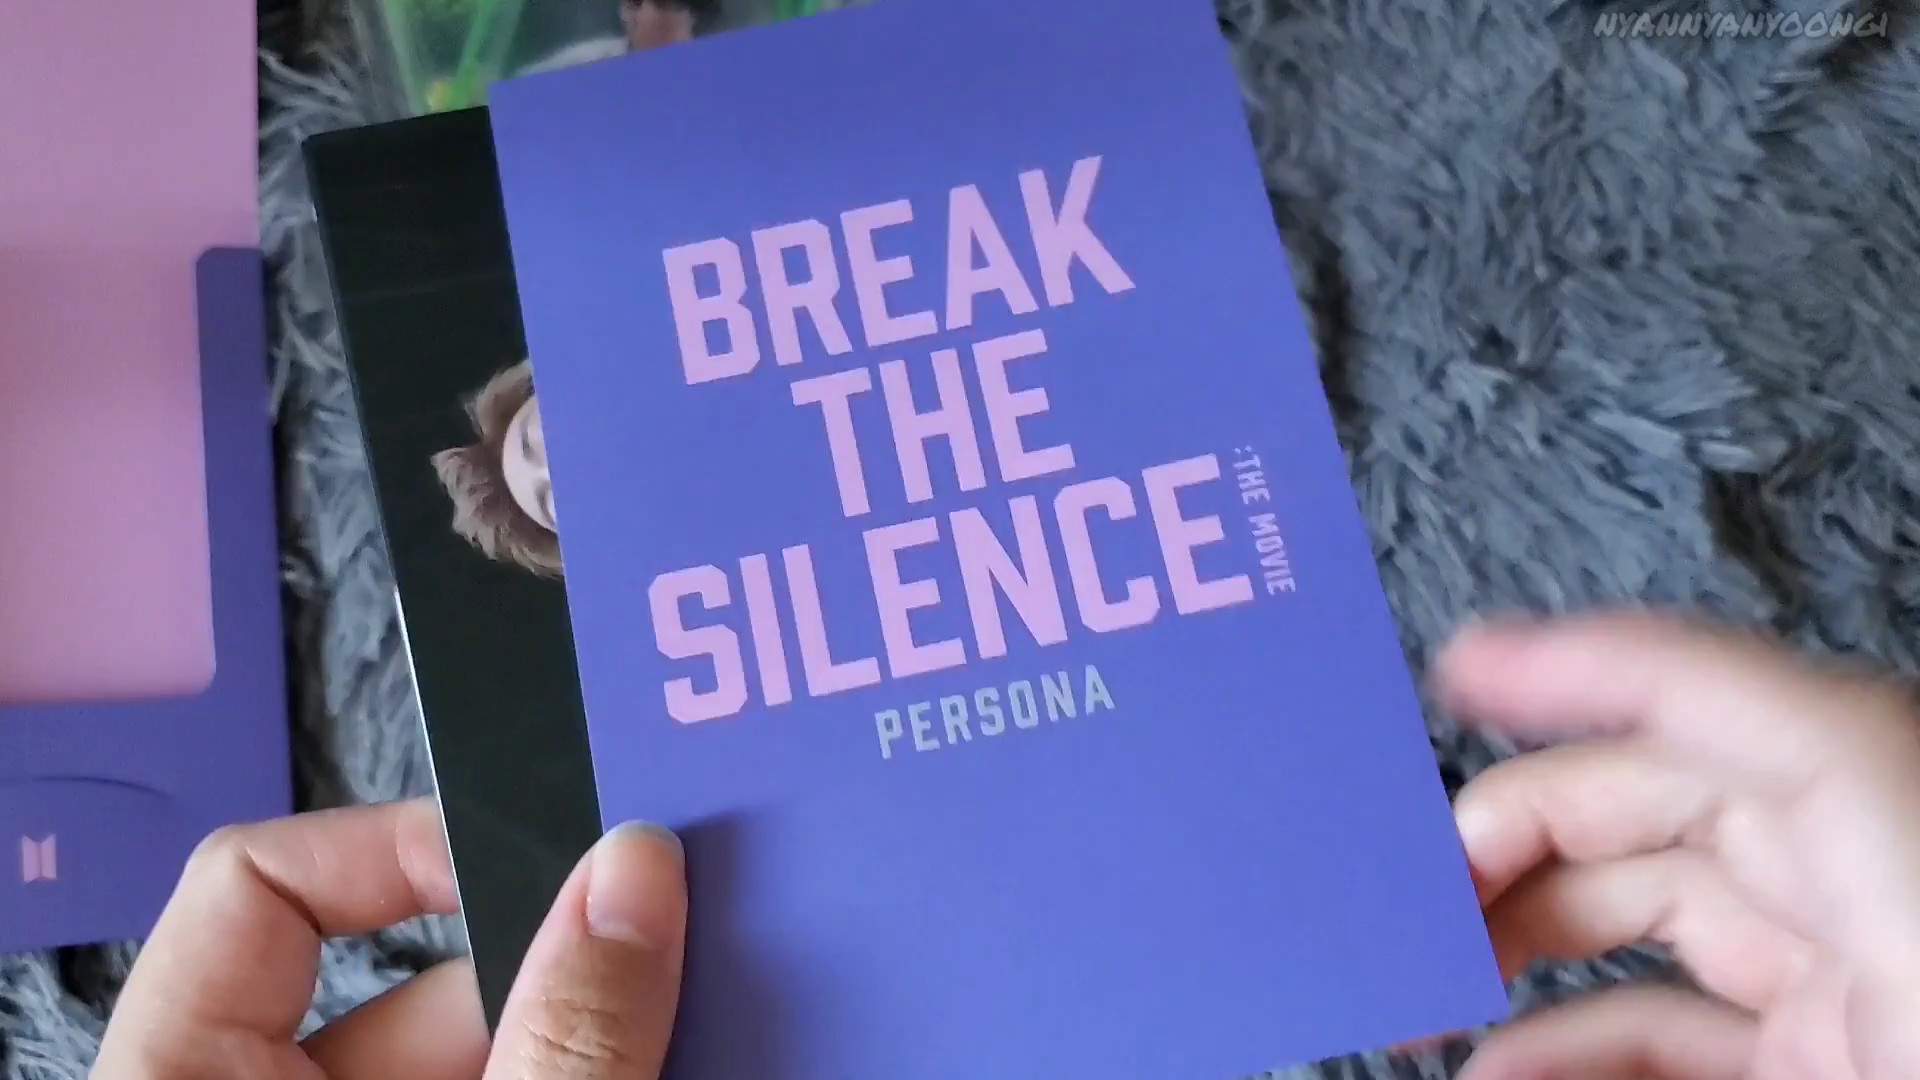 NYANNYANYOONGI
BREAK
THE
SILENCE
:THE MOVIE
PERSONA